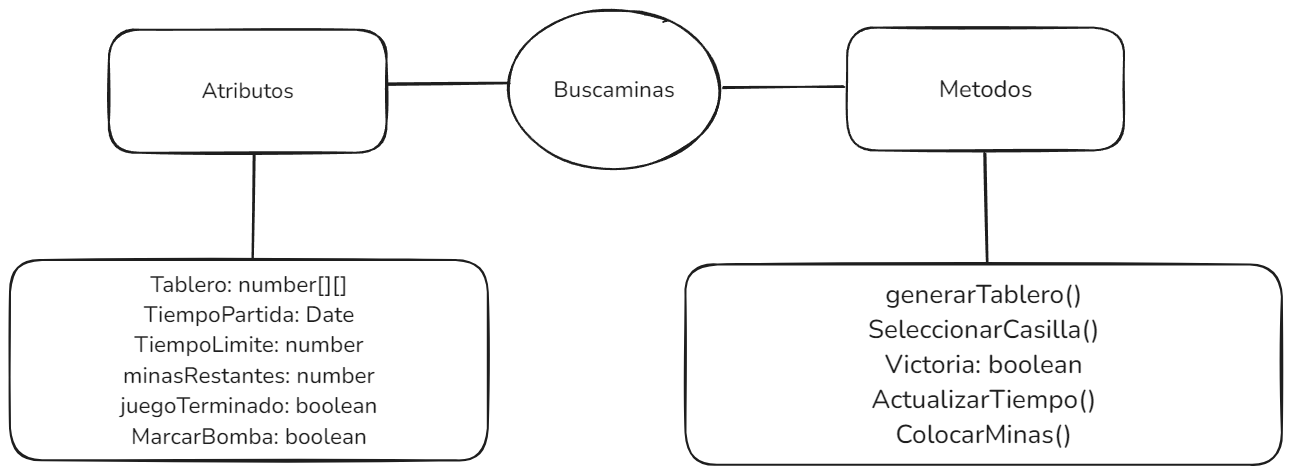 Atributos
Buscaminas
Metodos
Tablero: number[][]
TiempoPartida: Date
TiempoLimite: number
minasRestantes: number
juegoTerminado: boolean
MarcarBomba: boolean
generarTablero()
SeleccionarCasilla()
Victoria: boolean
ActualizarTiempo()
ColocarMinas()